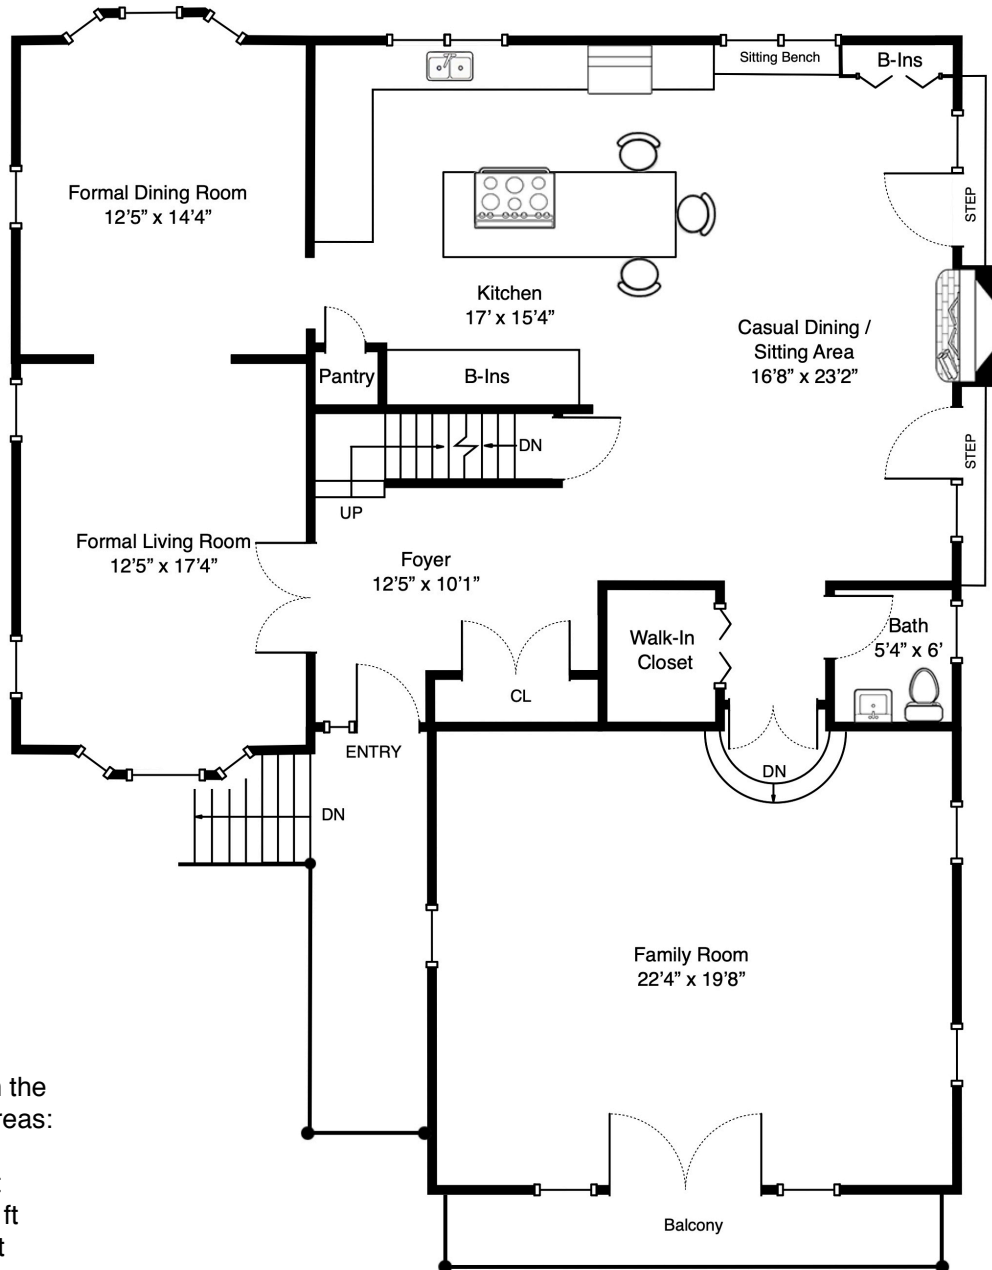 Sitting Bench
B-Ins
Formal Dining Room
12'5” x 14'4”
STEP
Kitchen
17’ x 15’4”
Casual Dining /
Sitting Area
16’8” x 23’2”
Pantry
B-Ins
DN
STEP
UP
Formal Living Room
12’5” x 17’4”
Foyer
12’5” x 10’1”
Walk-In
Closet
Bath
5’4” x 6’
CL
ENTRY
DN
DN
Family Room
22’4” x 19’8”
the
reas:
ft
t
Balcony